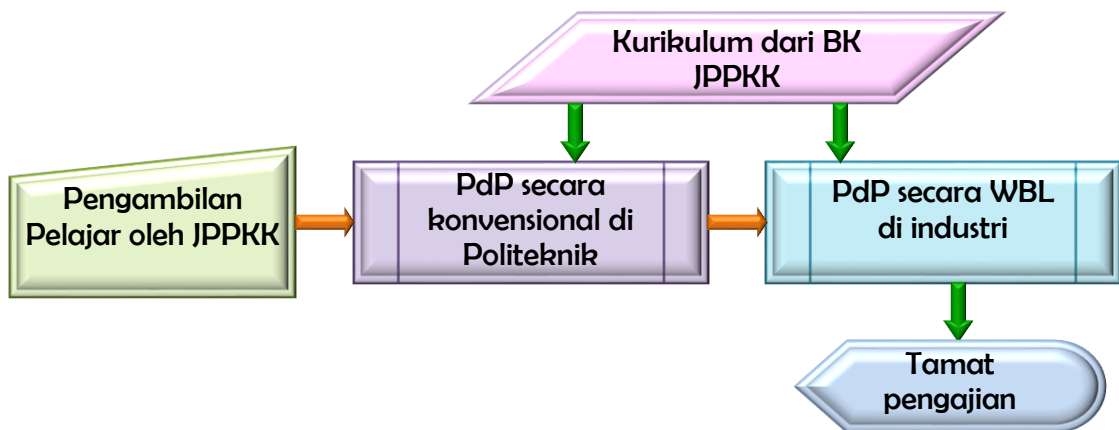 Kurikulum dari BK
JPPKK
Pengambilan
Pelajar oleh JPPKK
PdP secara
konvensional di
Politeknik
PdP secara WBL
di industri
Tamat
pengajian